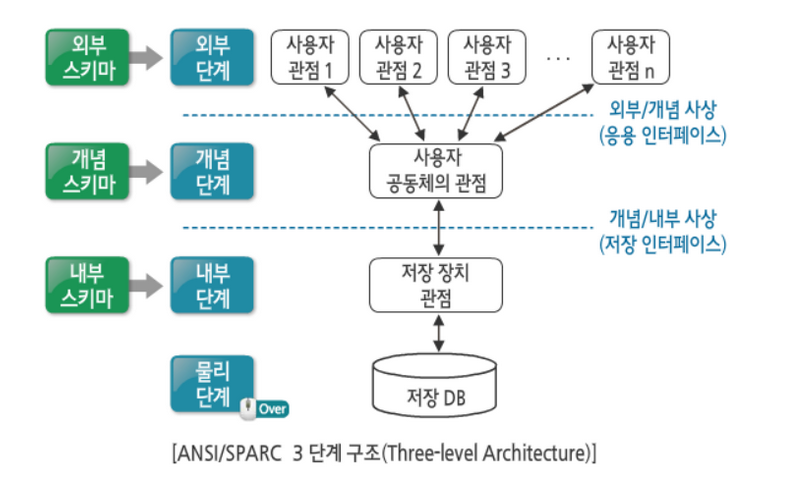 외부
스키마
외부
단계
사용자
관점 1
사용자
관점 2
사용자
관점 3
...
사용자
관점 n
외부/개념 사상
(응용 인터페이스)
개념
스키마
개념
단계
사용자
공동체의 관점
개념/내부 사상
(저장 인터페이스)
내부
스키마
내부
단계
저장 장치
관점
물리
단계
Over
저장 DB
[ANSI/SPARC 3 단계 구조(Three-level Architecture)]